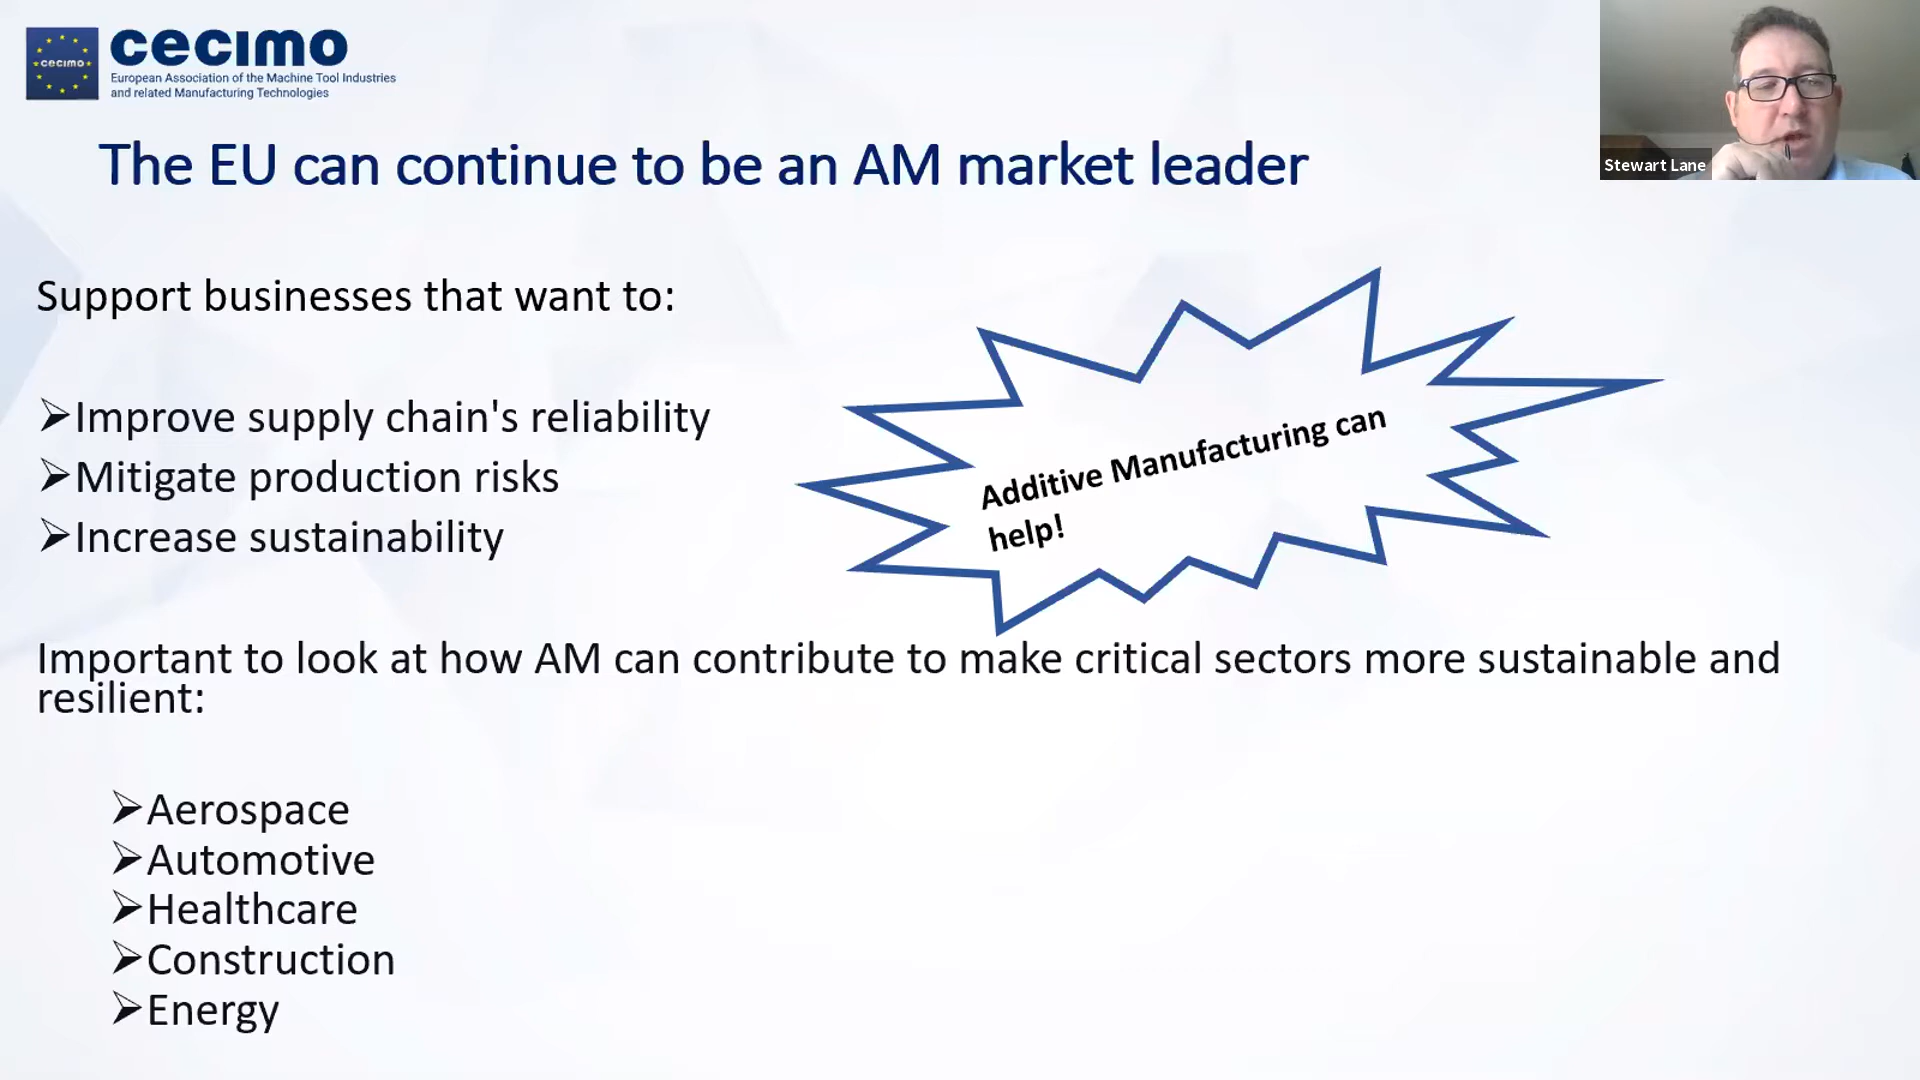 cecimo
cecimo
European Association of the Machine Tool Industries
and related Manufacturing Technologies
Stewart Lane
The EU can continue to be an AM market leader
Support businesses that want to:
Improve supply chain's reliability
Mitigate production risks
Increase sustainability
Additive Manufacturing can
help!
Important to look at how AM can contribute to make critical sectors more sustainable and
resilient:
Aerospace
Automotive
Healthcare
Construction
Energy